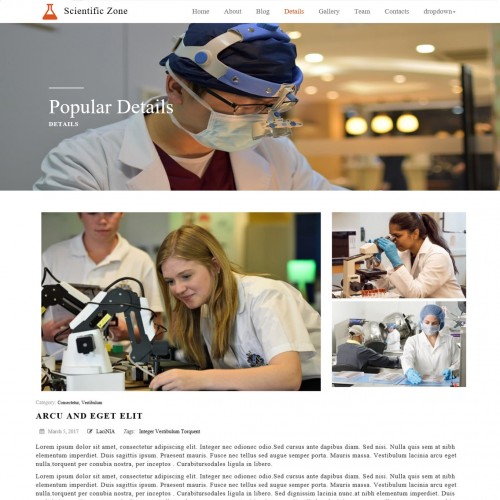 Scientific Zone
Home About Blog Details Gallery Team Contacts dropdown
Popular Details
DETAILS
Category: Consectetur, Vestibulum
ARCU AND EGET ELIT
March 5, 2017 LanNIA Tags: Integer Vestibulum Torquent
Lorem ipsum dolor sit amet, consectetur adipiscing elit. Integer nec odionec odio.Sed cursus ante dapibus diam. Sed nisi. Nulla quis sem at nibh
elementum imperdiet. Duis sagittis ipsum. Praesent mauris. Fusce nec tellus sed augue semper porta. Mauris massa. Vestibulum lacinia arcu eget
nulla.torquent per conubia nostra, per inceptos . Curabitursodales ligula in libero.
Lorem ipsum dolor sit amet, consectetur adipiscing elit. Integer nec odionec odio.Sed cursus ante dapibus diam. Sed nisi. Nulla quis sem at nibh
elementum imperdiet. Duis sagittis ipsum. Praesent mauris. Fusce nec tellus sed augue semper porta. Mauris massa. Vestibulum lacinia arcu eget
nulla.torquent per conubia nostra, per inceptos . Curabitursodales ligula in libero. Sed dignissim lacinia nunc.met at nibh elementum imperdiet. Duis